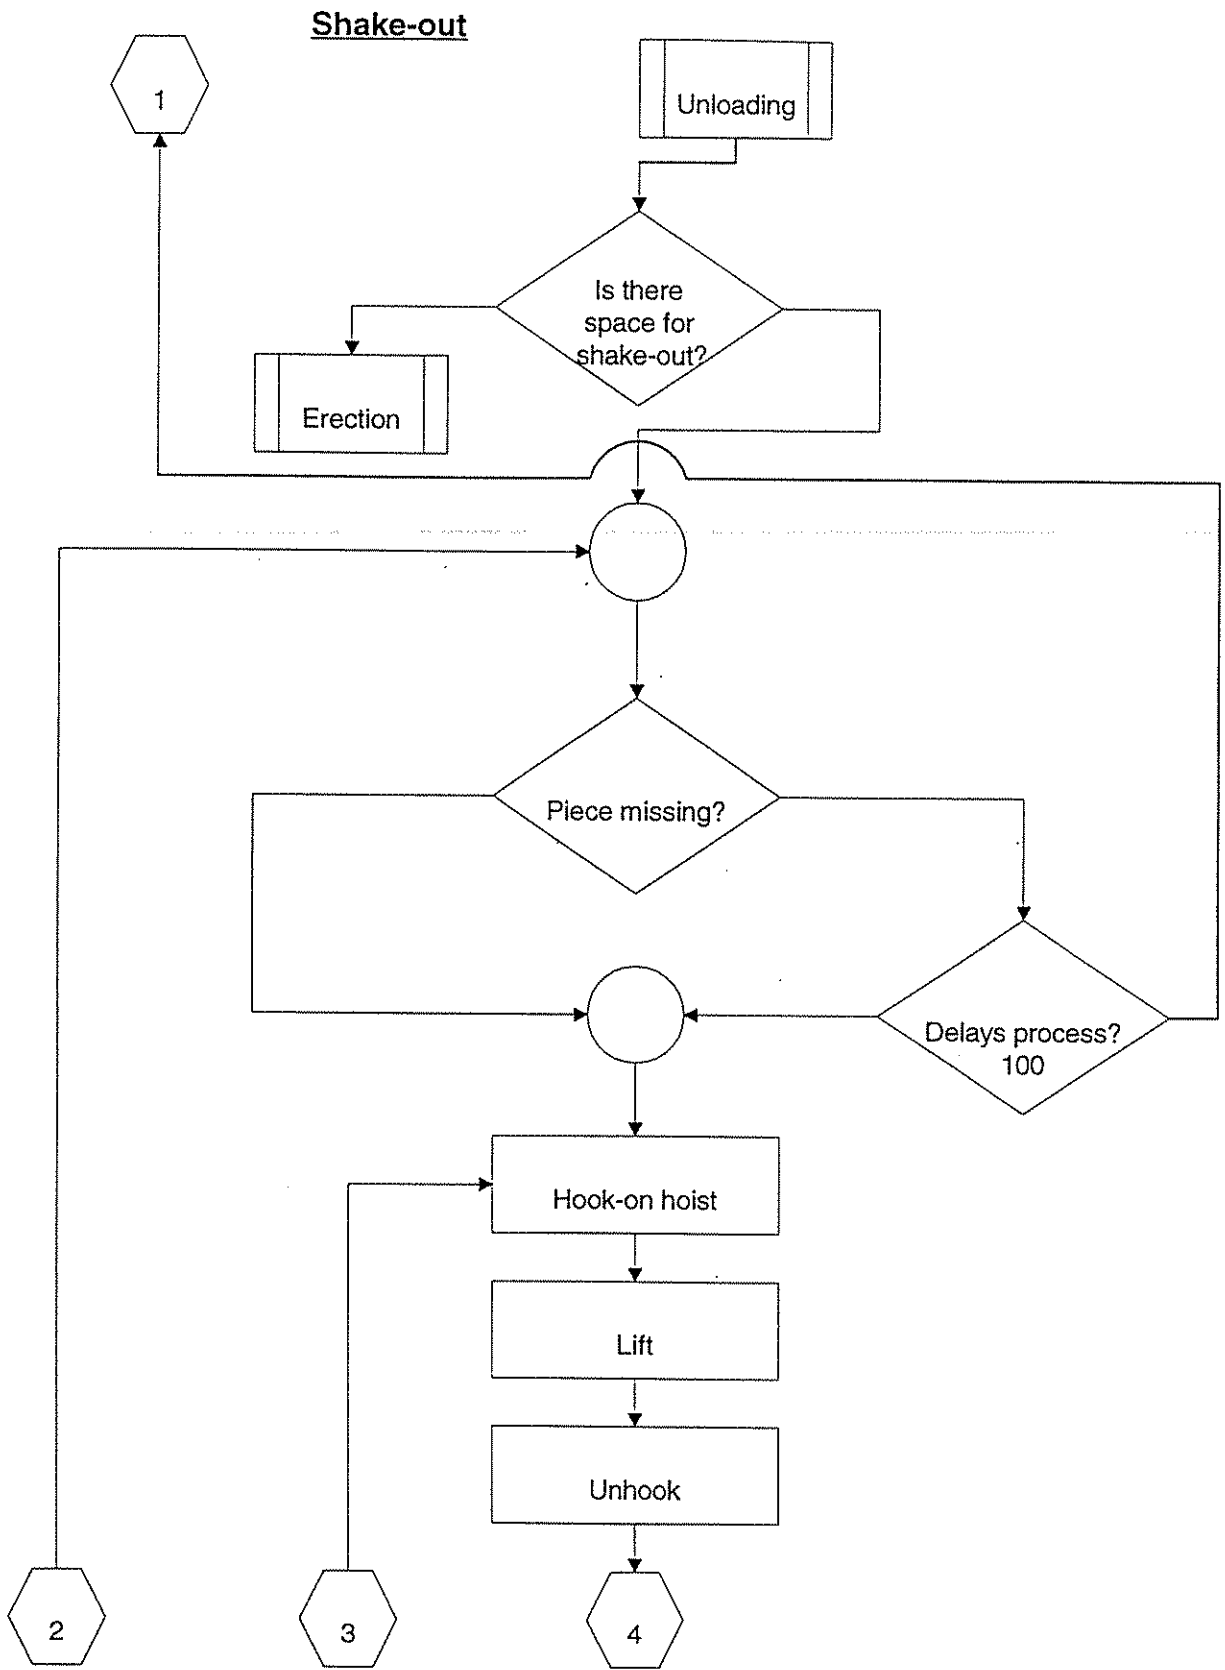 Shake-out
1
Unloading
Is there
space for
shake-out?
Erection
Piece missing?
Delays process?
100
Hook-on hoist
Lift
Unhook
2
3
4